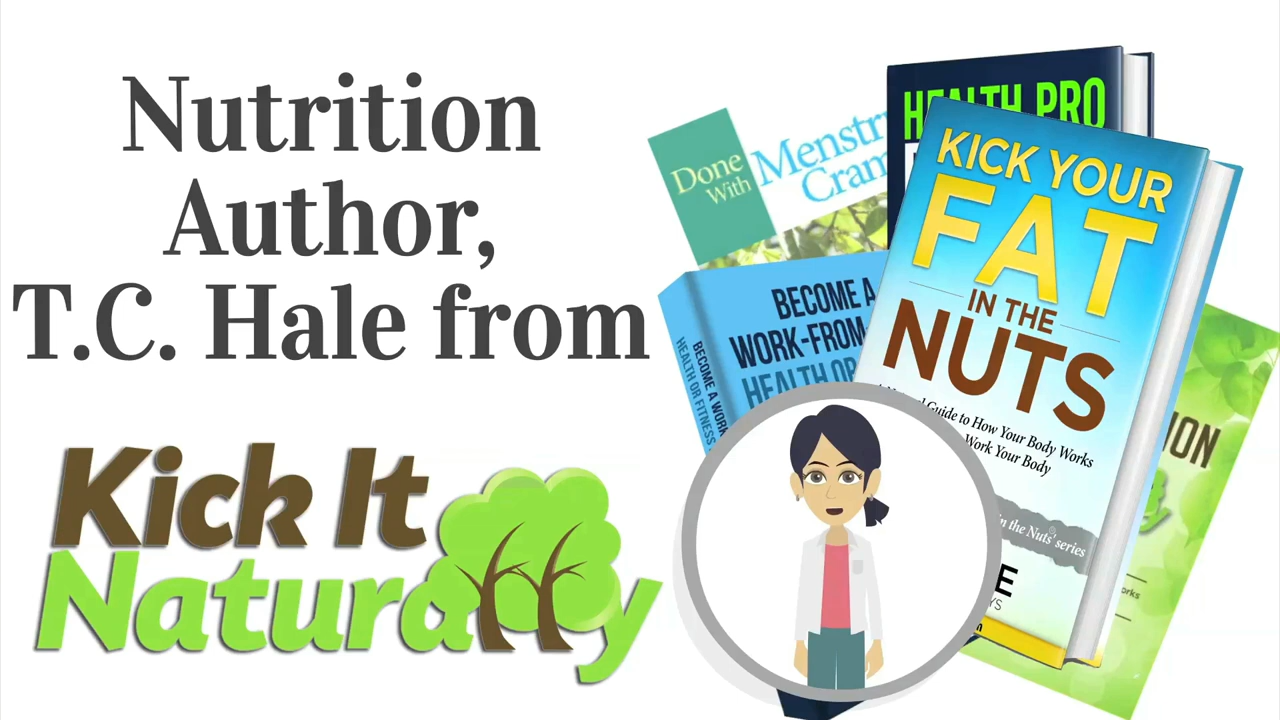 Nutrition
Author,
T.C. Hale from
Kick It
Naturally
Done
With
Menstr
Cram
HEALTH PRO
BECOME A
WORK-FROM-
HEALTH OR
BECOME A WORK
HEALTH OR FITNESS
KICK YOUR
FAT
IN THE
NUTS
Guide to How Your Body Works
Work Your Body
in the Nuts® series
ION